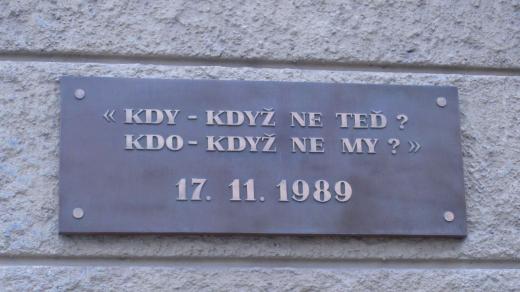 « KDY - KDYŽ NE TEĎ ?
KDO - KDYŽ NE MY ? »
17. 11. 1989